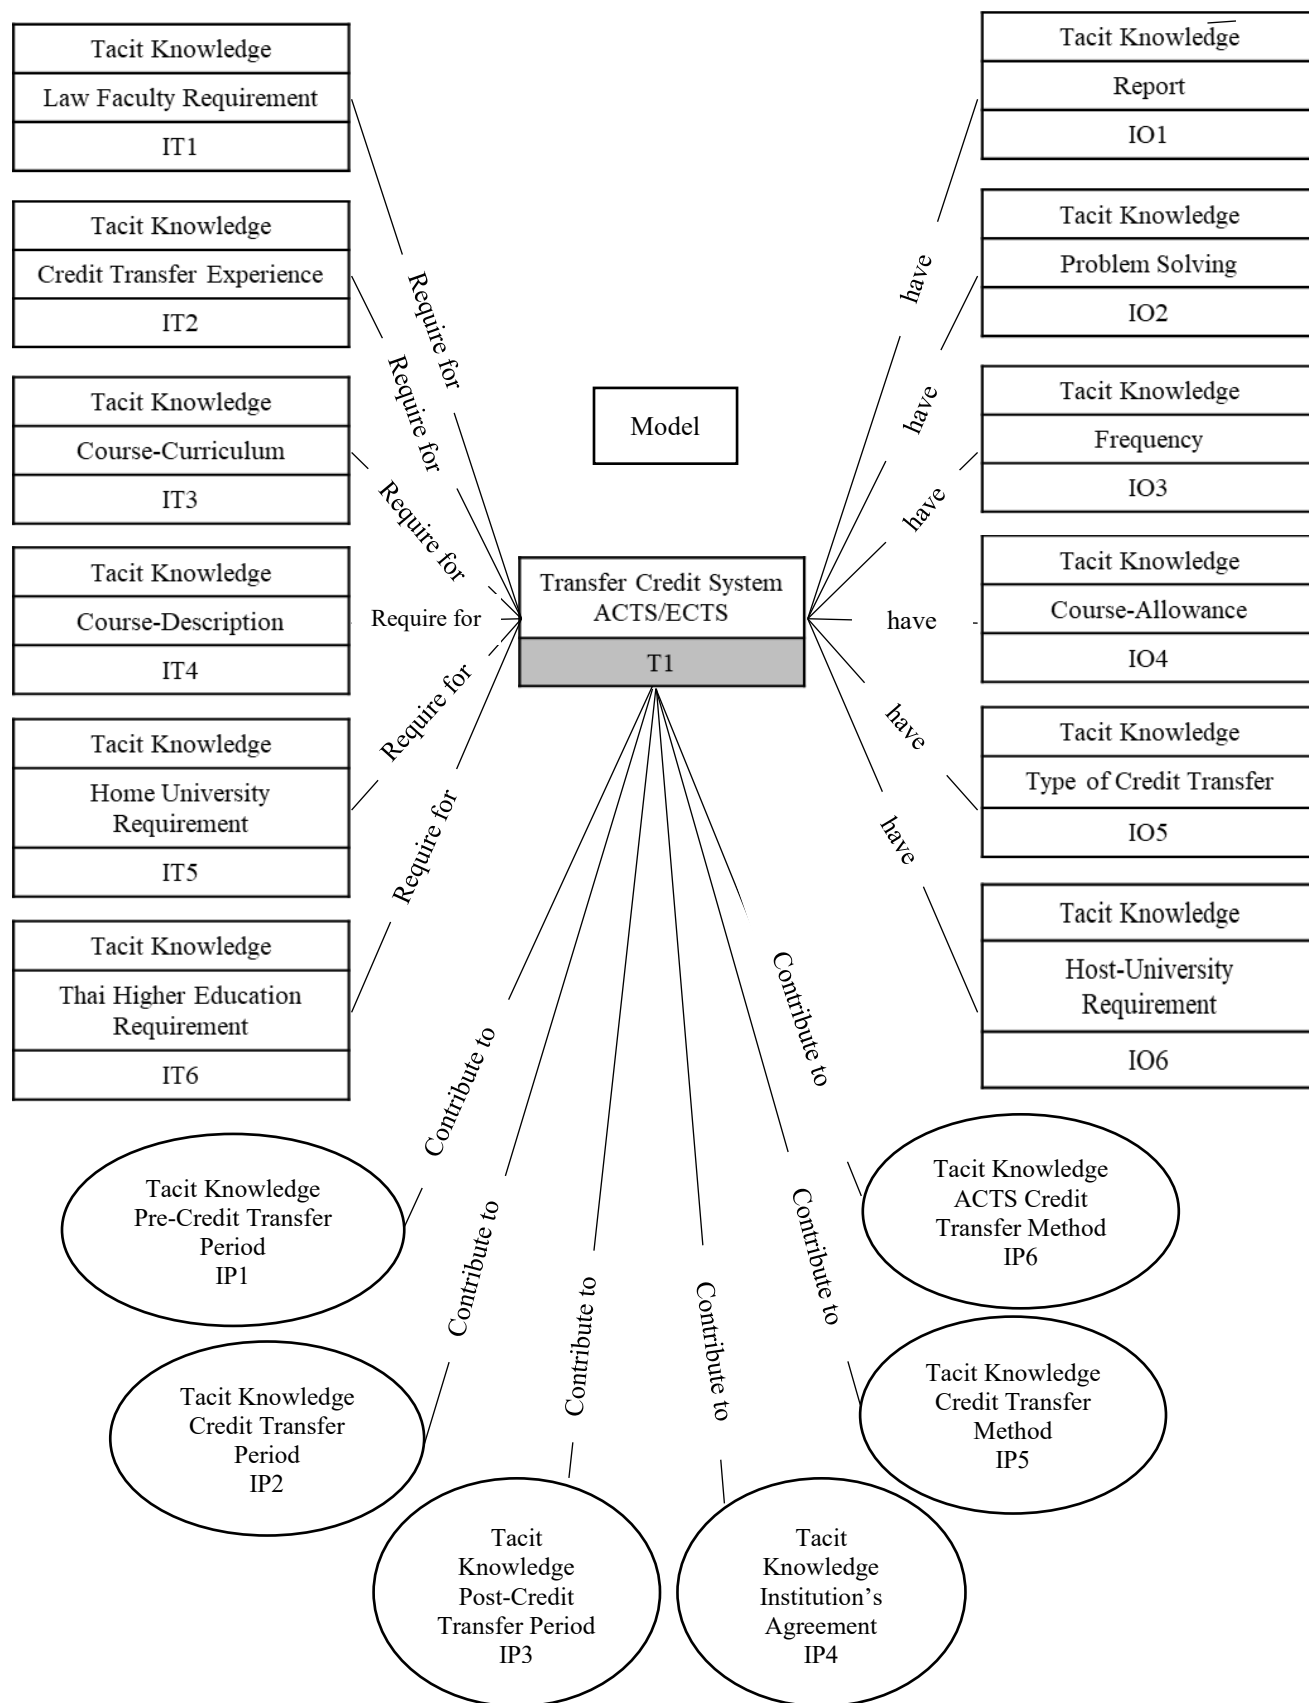 Tacit Knowledge
Law Faculty Requirement
IT1
Tacit Knowledge
Credit Transfer Experience
IT2
Tacit Knowledge
Course-Curriculum
IT3
Tacit Knowledge
Course-Description
IT4
Tacit Knowledge
Home University
Requirement
IT5
Tacit Knowledge
Thai Higher Education
Requirement
IT6
Require for
Require for
Require for
Require for
Require for
Require for
Model
Transfer Credit System
ACTS/ECTS
T1
have
have
have
have
have
have
Tacit Knowledge
Report
IO1
Tacit Knowledge
Problem Solving
IO2
Tacit Knowledge
Frequency
IO3
Tacit Knowledge
Course-Allowance
IO4
Tacit Knowledge
Type of Credit Transfer
IO5
Tacit Knowledge
Host-University
Requirement
IO6
Contribute to
Contribute to
Contribute to
Contribute to
Contribute to
Contribute to
Tacit Knowledge
Pre-Credit Transfer
Period
IP1
Tacit Knowledge
Credit Transfer
Period
IP2
Tacit
Knowledge
Post-Credit
Transfer Period
IP3
Tacit
Knowledge
Institution’s
Agreement
IP4
Tacit Knowledge
Credit Transfer
Method
IP5
Tacit Knowledge
ACTS Credit
Transfer Method
IP6